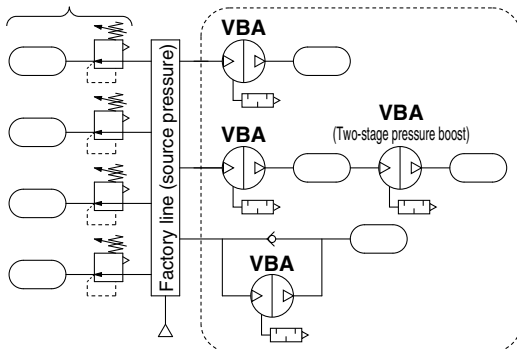 VBA
Factory line (source pressure)
VBA
VBA
(Two-stage pressure boost)
VBA